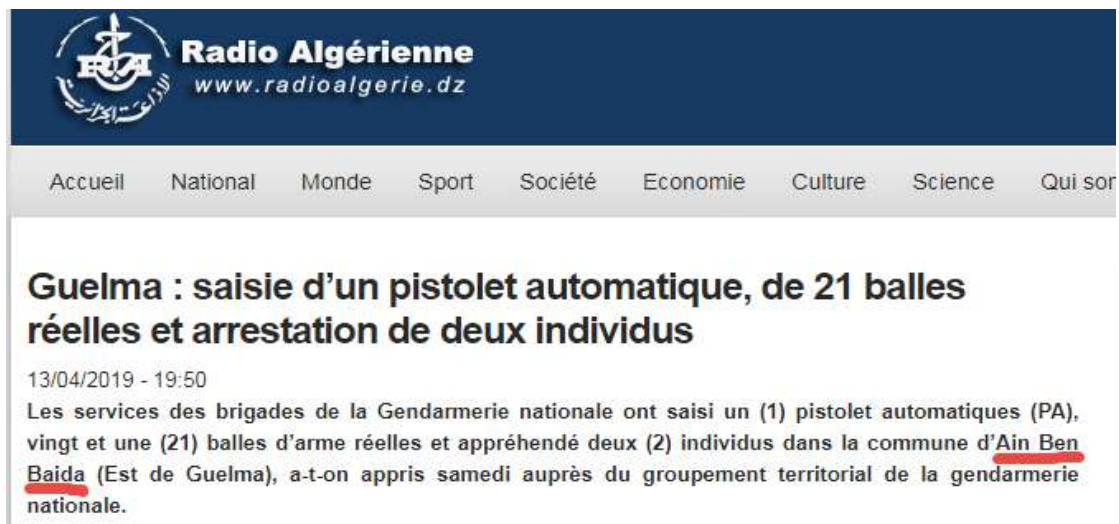 Radio Algérienne
www.radioalgerie.dz
الإذاعة الجزائرية
Accueil National Monde Sport Société Economie Culture Science Qui son
Guelma : saisie d’un pistolet automatique, de 21 balles
réelles et arrestation de deux individus
13/04/2019 - 19:50
Les services des brigades de la Gendarmerie nationale ont saisi un (1) pistolet automatiques (PA),
vingt et une (21) balles d’arme réelles et appréhendé deux (2) individus dans la commune d’Ain Ben
Baida (Est de Guelma), a-t-on appris samedi auprès du groupement territorial de la gendarmerie
nationale.